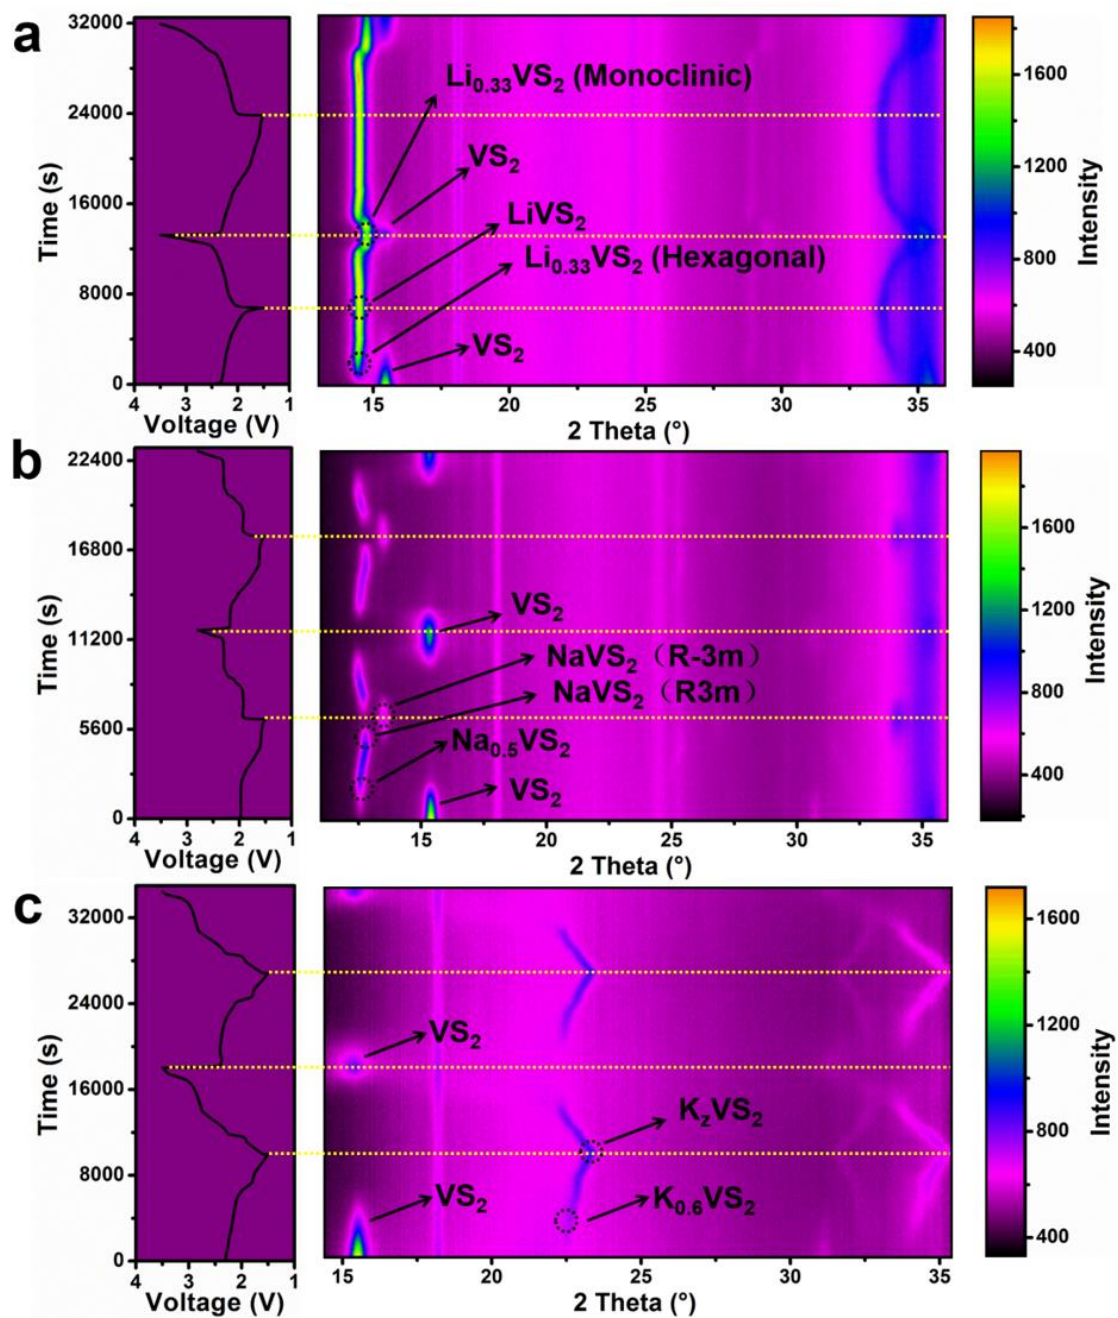 a
32000
24000
16000
8000
0
Time (s)
4 3 2 1
Voltage (V)
Li0.33VS2 (Monoclinic)
VS2
LiVS2
Li0.33VS2 (Hexagonal)
VS2
15 20 25 30 35
2 Theta (°)
1600
1200
800
400
Intensity
b
22400
16800
11200
5600
0
Time (s)
4 3 2 1
Voltage (V)
VS2
NaVS2（R-3m）
NaVS2（R3m）
Na0.5VS2
VS2
15 20 25 30 35
2 Theta (°)
1600
1200
800
400
Intensity
c
32000
24000
16000
8000
0
Time (s)
4 3 2 1
Voltage (V)
VS2
KzVS2
VS2
K0.6VS2
15 20 25 30 35
2 Theta (°)
1600
1200
800
400
Intensity